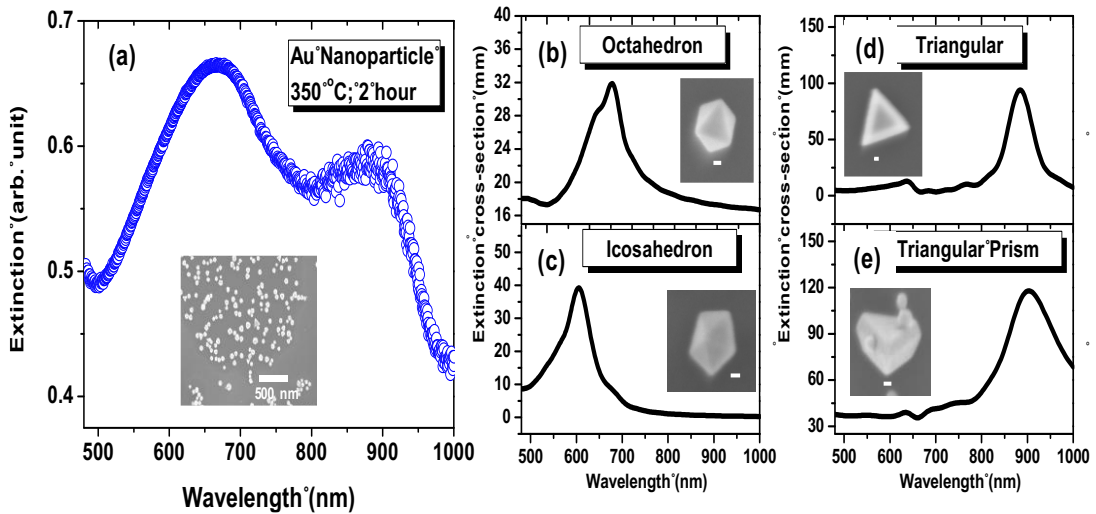 (a)
Au°Nanoparticle°
350°°C;°2°hour
Extinction°(arb.°unit)
0.7
0.6
0.5
0.4
500 nm
500 600 700 800 900 1000
Wavelength°(nm)
(b)
Octahedron
°Extinction°cross-section°(mm)
40
36
32
28
24
20
16
(c)
Icosahedron
50
40
30
20
10
0
500 600 700 800 900 1000
Wavelength°(nm)
(d)
Triangular
°Extinction°cross-section°(mm)
150
100
50
0
(e)
Triangular°Prism
150
120
90
60
30
500 600 700 800 900 1000
Wavelength°(nm)